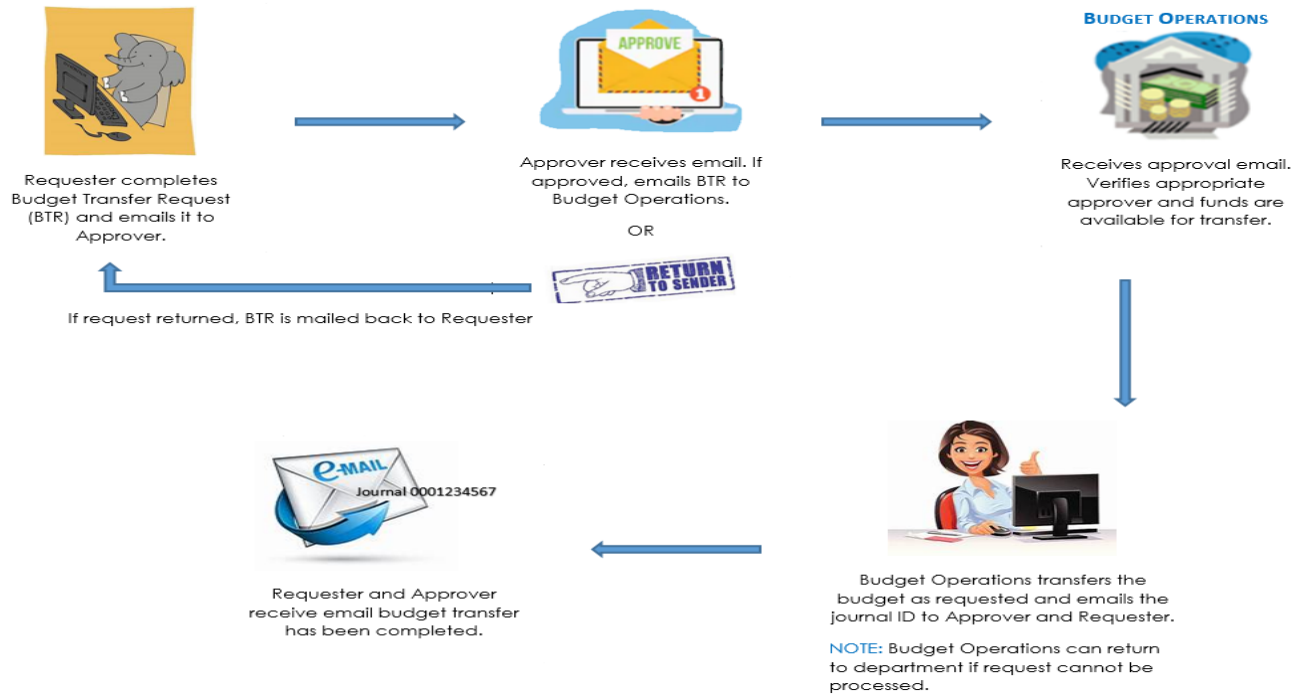 BUDGET OPERATIONS
APPROVE
1
Requester completes
Budget Transfer Request
(BTR) and emails it to
Approver.
Approver receives email. If
approved, emails BTR to
Budget Operations.
OR
RETURN
TO SENDER
Receives approval email.
Verifies appropriate
approver and funds are
available for transfer.
If request returned, BTR is mailed back to Requester
e-MAIL
Journal 0001234567
Requester and Approver
receive email budget transfer
has been completed.
Budget Operations transfers the
budget as requested and emails the
journal ID to Approver and Requester.
NOTE: Budget Operations can return
to department if request cannot be
processed.